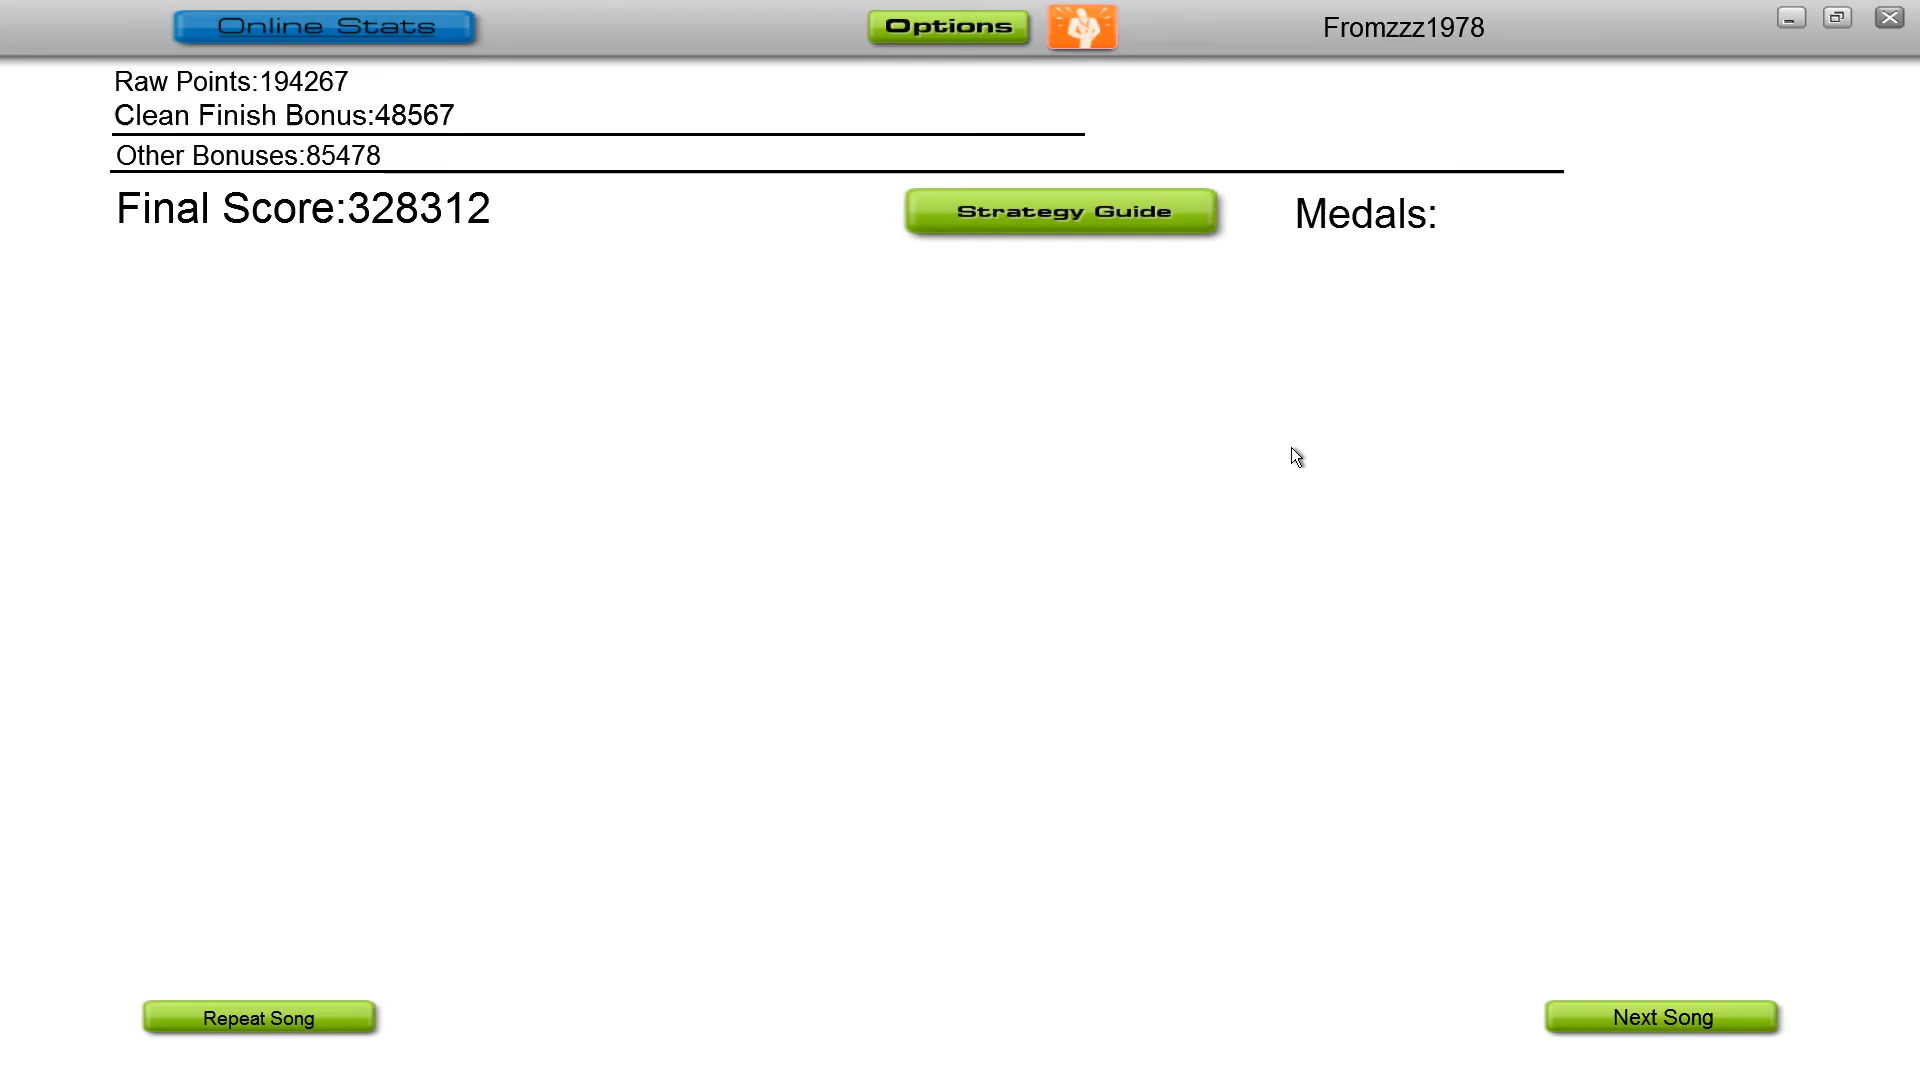 Online Stats
Options
Fromzzz1978
Raw Points:194267
Clean Finish Bonus:48567
Other Bonuses:85478
Final Score:328312
Strategy Guide
Medals:
Repeat Song
Next Song